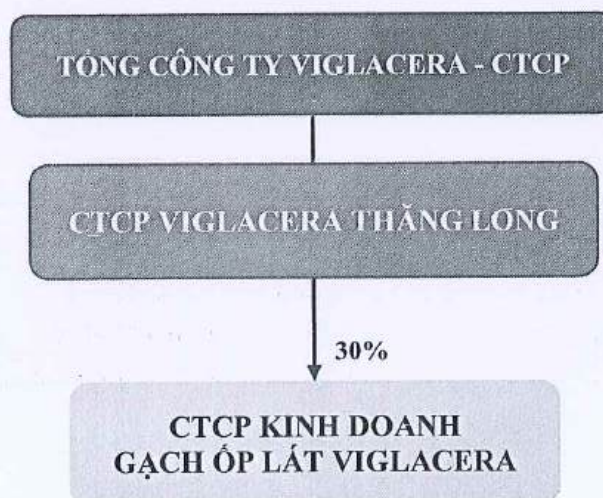 TỔNG CÔNG TY VIGLACERA - CTCP
CTCP VIGLACERA THĂNG LONG
30%
CTCP KINH DOANH
GẠCH ỐP LÁT VIGLACERA